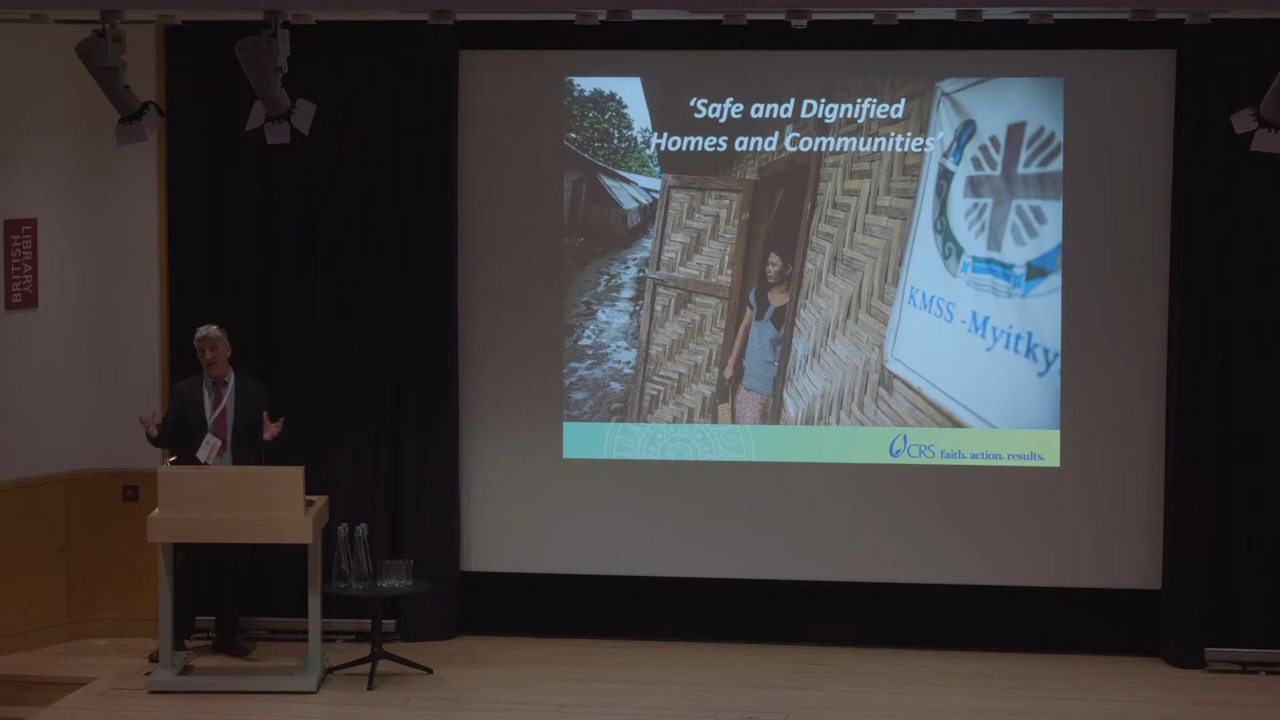 BRITISH
LIBRARY
‘Safe and Dignified
Homes and Communities’
KMSS -Myitky
CRS faith. action. results.